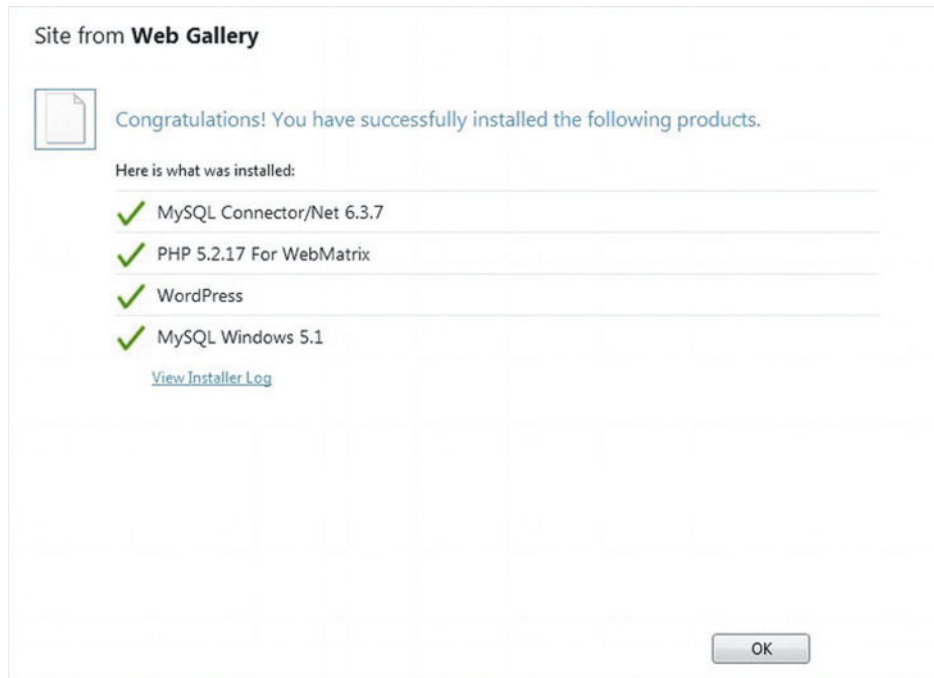 Site from Web Gallery
Congratulations! You have successfully installed the following products.
Here is what was installed:
MySQL Connector/Net 6.3.7
PHP 5.2.17 For WebMatrix
WordPress
MySQL Windows 5.1
View Installer Log
OK